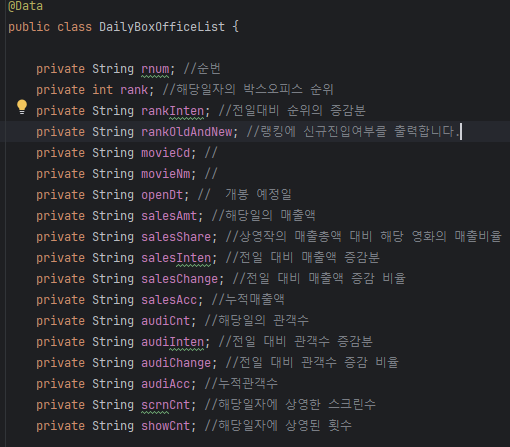 @Data
public class DailyBoxOfficeList {
private String rnum; //순번
private int rank; //해당일자의 박스오피스 순위
private String rankInten; //전일대비 순위의 증감분
private String rankOldAndNew; //랭킹에 신규진입여부를 출력합니다.
private String movieCd; //
private String movieNm; //
private String openDt; // 개봉 예정일
private String salesAmt; //해당일의 매출액
private String salesShare; //상영작의 매출총액 대비 해당 영화의 매출비율
private String salesInten; //전일 대비 매출액 증감분
private String salesChange; //전일 대비 매출액 증감 비율
private String salesAcc; //누적매출액
private String audiCnt; //해당일의 관객수
private String audiInten; //전일 대비 관객수 증감분
private String audiChange; //전일 대비 관객수 증감 비율
private String audiAcc; //누적관객수
private String scrnCnt; //해당일자에 상영한 스크린수
private String showCnt; //해당일자에 상영된 횟수